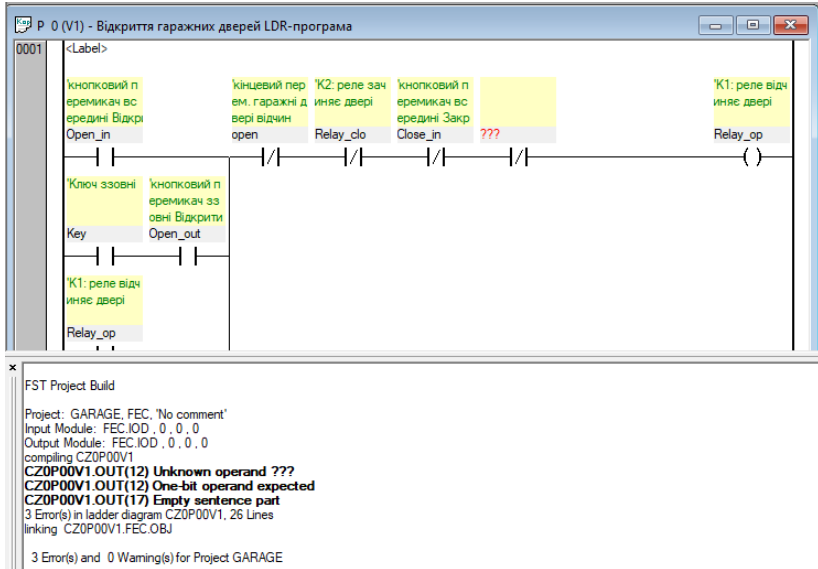 P 0 (V1) - Відкриття гаражних дверей LDR-програма
0001
<Label>
'кнопковий п
еремикач вс
ередині Відкрі
Open_in
'кінцевий пер
ем. гаражні д
вері відчин
open
'K2: реле зач
иняє двері
Relay_clo
'кнопковий п
еремикач вс
ередині Закр
Close_in
???
'K1: реле відч
иняє двері
Relay_op
'Ключ ззовні
Key
'кнопковий п
еремикач зз
овні Відкрити
Open_out
'K1: реле відч
иняє двері
Relay_op
FST Project Build
Project: GARAGE, FEC, 'No comment'
Input Module: FEC.IOD , 0 , 0 , 0
Output Module: FEC.IOD , 0 , 0 , 0
compiling CZ0P00V1
CZ0P00V1.OUT(12) Unknown operand ???
CZ0P00V1.OUT(12) One-bit operand expected
CZ0P00V1.OUT(17) Empty sentence part
3 Error(s) in ladder diagram CZ0P00V1, 26 Lines
linking CZ0P00V1.FEC.OBJ
3 Error(s) and 0 Warning(s) for Project GARAGE